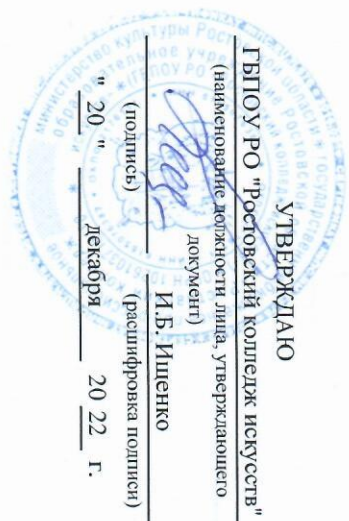 УТВЕРЖДАЮ
ГБПОУ РО "Ростовский колледж искусств"
(наименование должности лица, утверждающего
документ)
И.Б. Ищенко
(подпись) (расшифровка подписи)
" 20 " декабря 20 22 г.